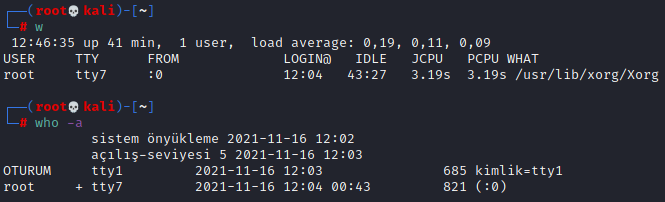 ┌──(root💀kali)-[~]
└─# w
 12:46:35 up 41 min,  1 user,  load average: 0,19, 0,11, 0,09
USER     TTY      FROM             LOGIN@   IDLE   JCPU   PCPU WHAT
root     tty7     :0               12:04   43:27   3.19s  3.19s /usr/lib/xorg/Xorg
┌──(root💀kali)-[~]
└─# who -a
           sistem önyükleme 2021-11-16 12:02
           açılış-seviyesi 5 2021-11-16 12:03
OTURUM     tty1         2021-11-16 12:03               685 kimlik=tty1
root     + tty7         2021-11-16 12:04 00:43         821 (:0)